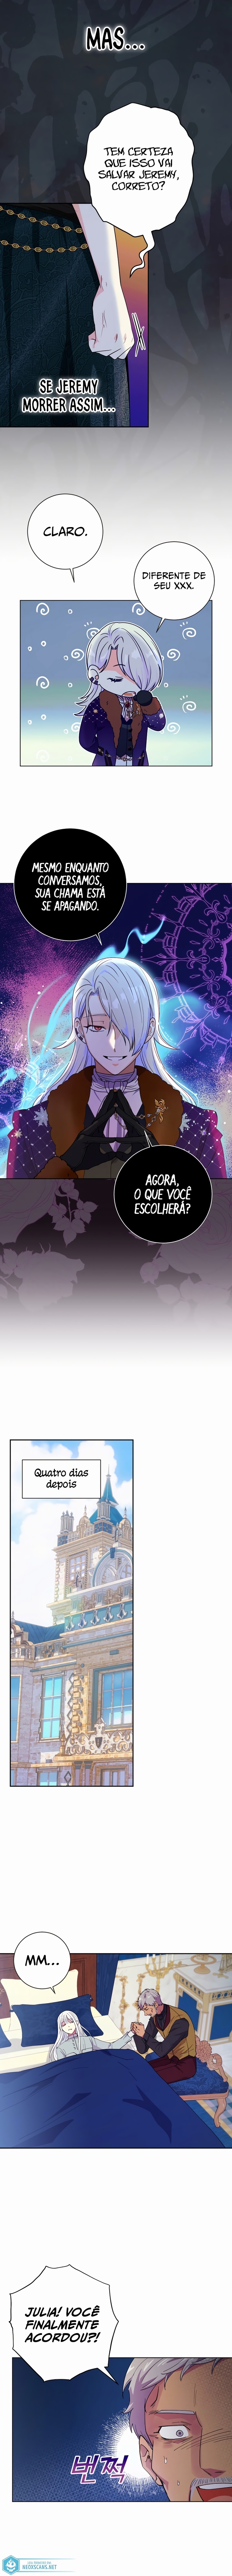 MAS...
TEM CERTEZA
QUE ISSO VAI
SALVAR JEREMY,
CORRETO?
SE JEREMY
MORRER ASSIM...
CLARO.
DIFERENTE DE
SEU XXX.
MESMO ENQUANTO
CONVERSAMOS,
SUA CHAMA ESTÁ
SE APAGANDO.
AGORA,
O QUE VOCÊ
ESCOLHERÁ?
Quatro dias
depois
MM...
JULIA! VOCÊ
FINALMENTE
ACORDOU?!
번쩍
NEOXSCANS.NET